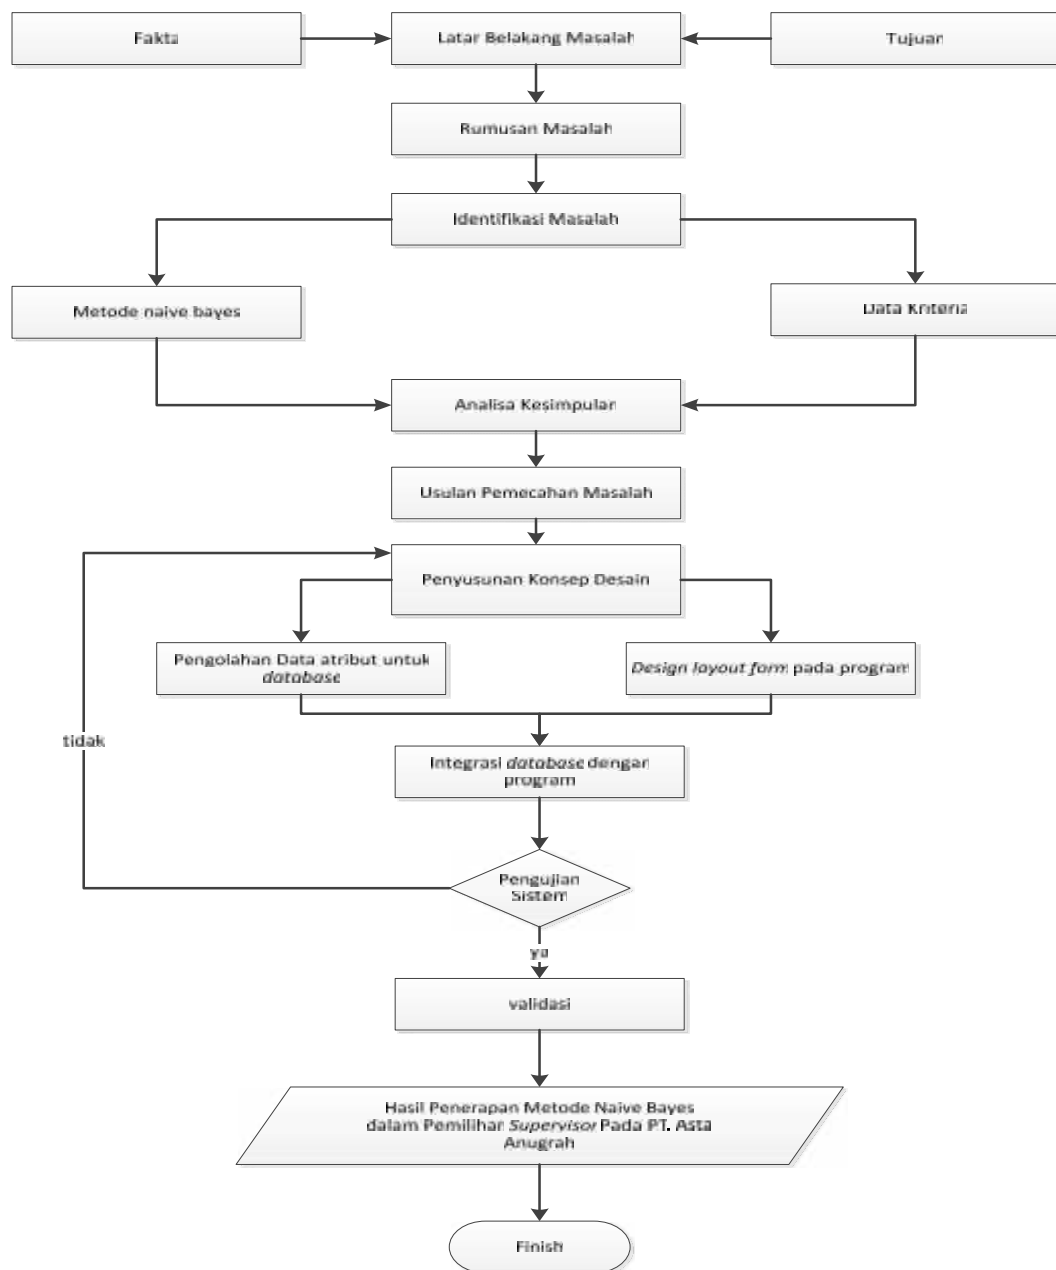 Fakta
Latar Belakang Masalah
Tujuan
Rumusan Masalah
Identifikasi Masalah
Metode naive bayes
Data Kriteria
Analisa Kesimpulan
Usulan Pemecahan Masalah
Penyusunan Konsep Desain
Pengolahan Data atribut untuk
database
Design layout form pada program
tidak
Integrasi database dengan
program
Pengujian
Sistem
ya
validasi
Hasil Penerapan Metode Naive Bayes
dalam Pemilihan Supervisor Pada PT. Asta
Anugrah
Finish